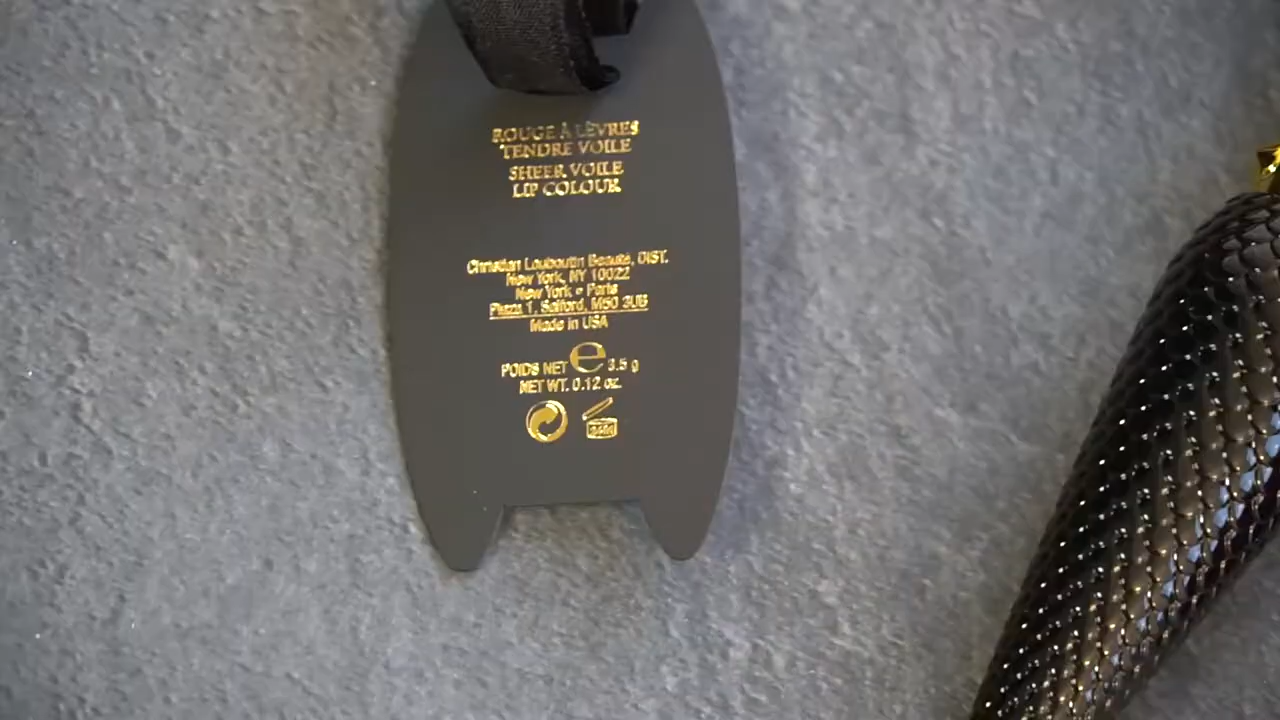 ROUGE À LÈVRES
TENDRE VOILE
SHEER VOILE
LIP COLOUR
Christian Louboutin Beauté, DIST.
New York, NY 10022
New York • Paris
Plaza 1, Salford, M50 3UB
Made in USA
POIDS NET e 3.5 g
NET WT. 0.12 oz.
24M